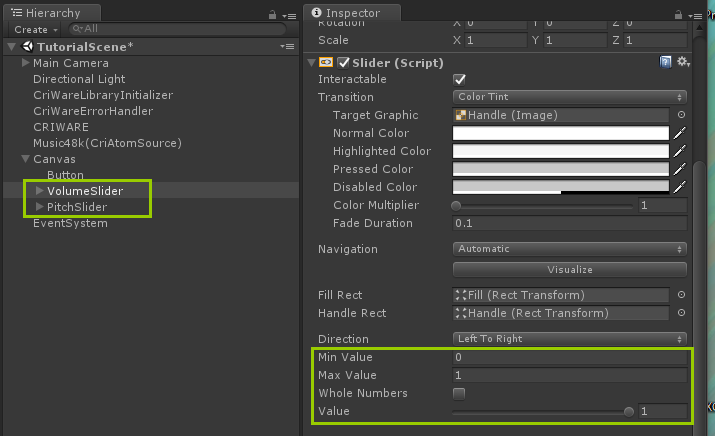 Hierarchy
Create
All
TutorialScene*
Main Camera
Directional Light
CriWareLibraryInitializer
CriWareErrorHandler
CRIWARE
Music48k(CriAtomSource)
Canvas
Button
VolumeSlider
PitchSlider
EventSystem
Inspector
Rotation X 0 Y 0 Z 0
Scale X 1 Y 1 Z 1
Slider (Script)
Interactable
Transition Color Tint
Target Graphic Handle (Image)
Normal Color
Highlighted Color
Pressed Color
Disabled Color
Color Multiplier 1
Fade Duration 0.1
Navigation Automatic
Visualize
Fill Rect Fill (Rect Transform)
Handle Rect Handle (Rect Transform)
Direction Left To Right
Min Value 0
Max Value 1
Whole Numbers
Value 1